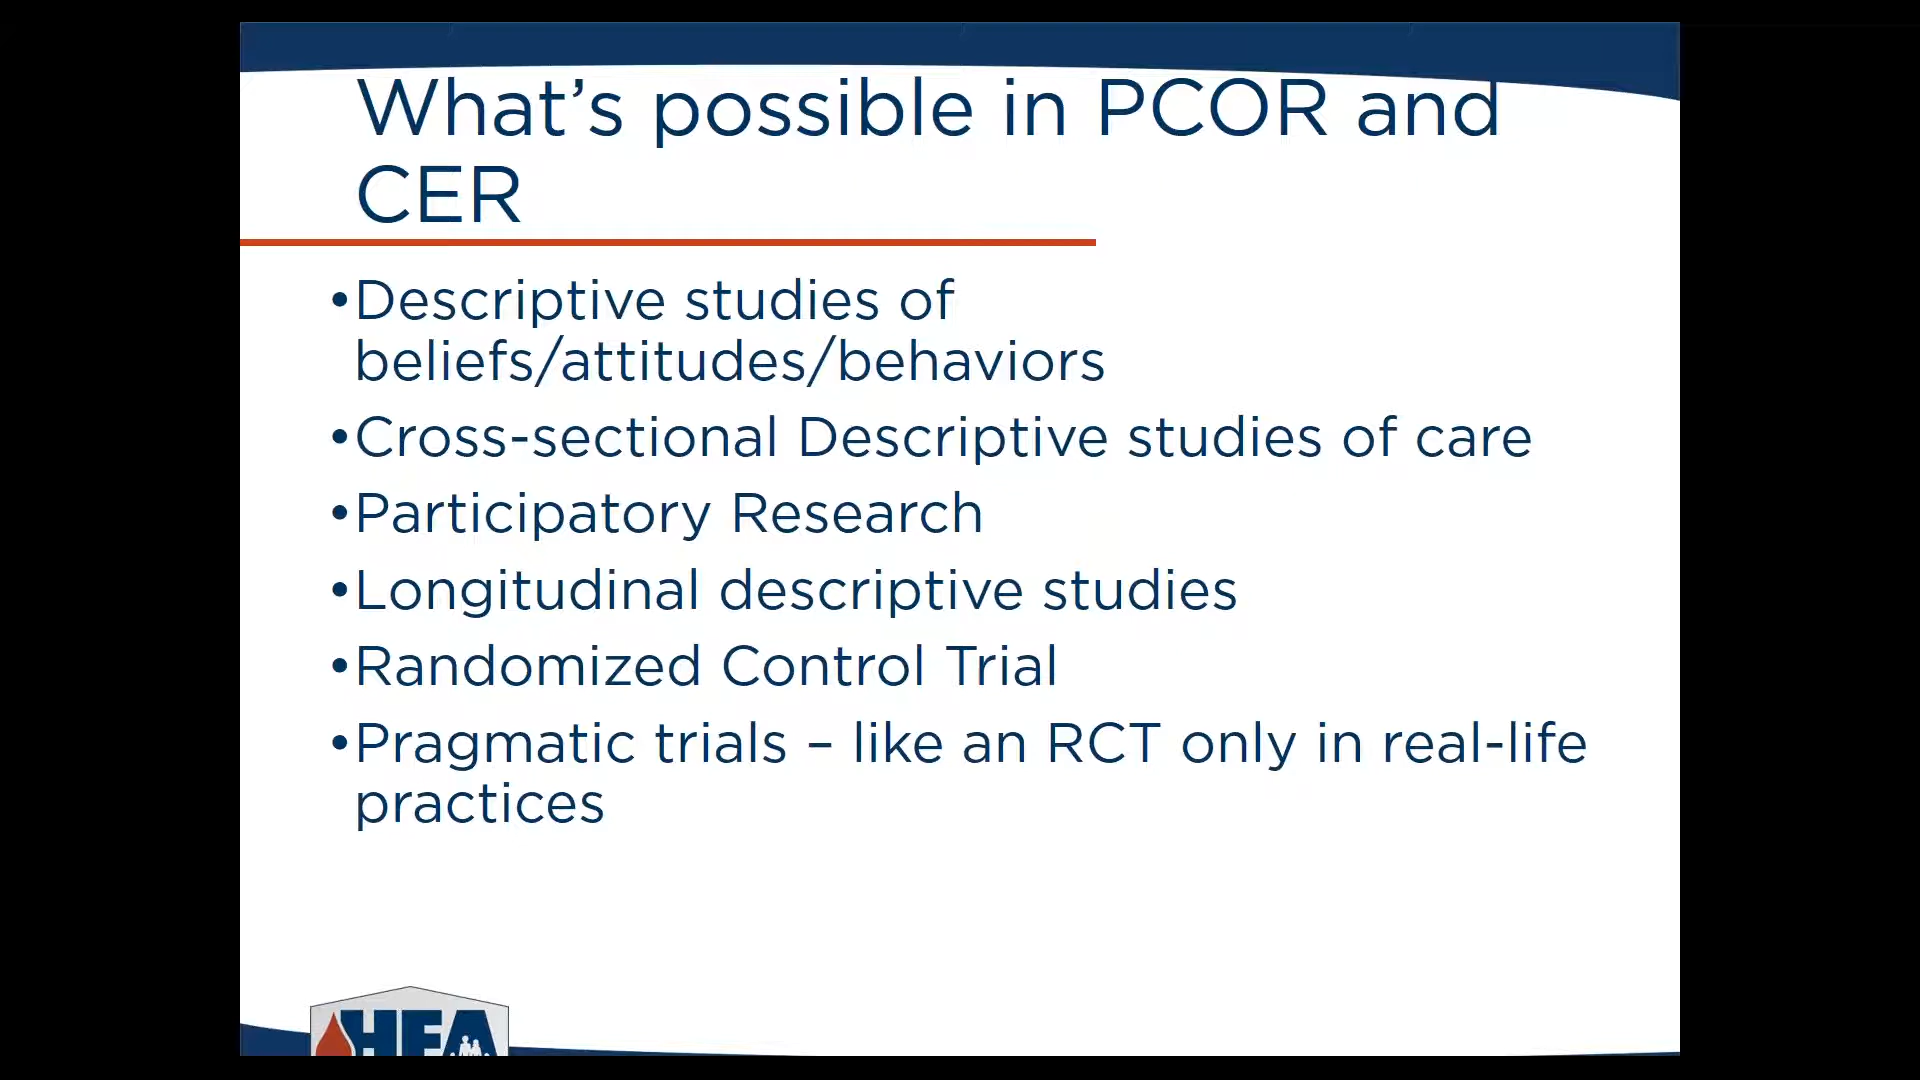 What’s possible in PCOR and
CER
•Descriptive studies of
beliefs/attitudes/behaviors
•Cross-sectional Descriptive studies of care
•Participatory Research
•Longitudinal descriptive studies
•Randomized Control Trial
•Pragmatic trials – like an RCT only in real-life
practices
HFA